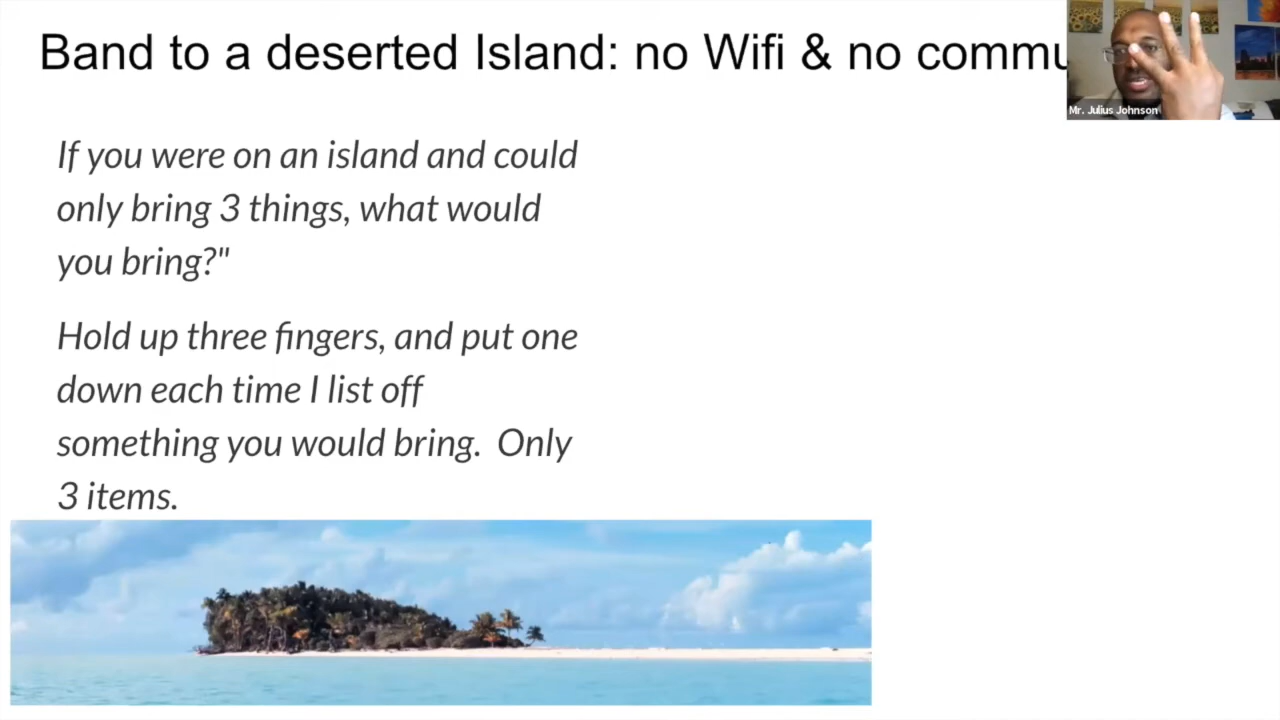 Band to a deserted Island: no Wifi & no commu
Mr. Julius Johnson
If you were on an island and could
only bring 3 things, what would
you bring?"
Hold up three fingers, and put one
down each time I list off
something you would bring.  Only
3 items.